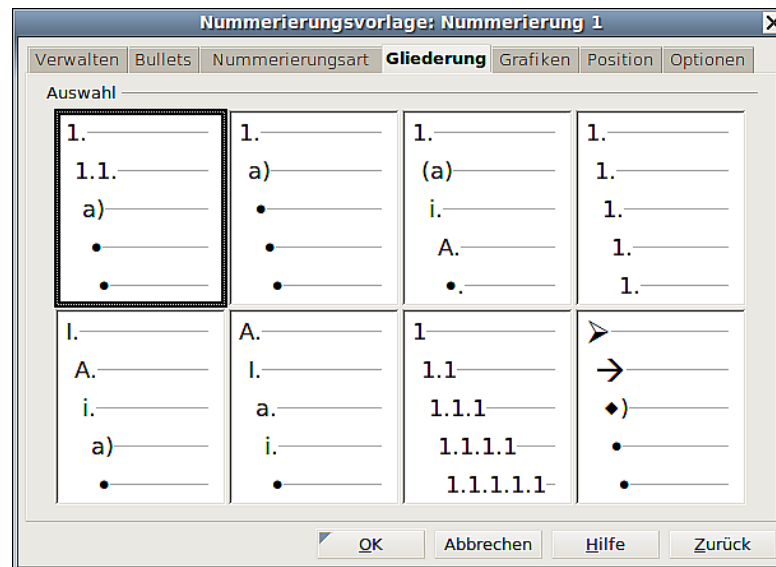 Nummerierungsvorlage: Nummerierung 1
Verwalten Bullets Nummerierungsart Gliederung Grafiken Position Optionen
Auswahl
1.
1.1.
a)
•
•
1.
a)
•
•
•
1.
(a)
i.
A.
•.
1.
1.
1.
1.
1.
I.
A.
i.
a)
•
A.
I.
a.
i.
•
1
1.1
1.1.1
1.1.1.1
1.1.1.1.1
➢
→
◆)
•
•
OK Abbrechen Hilfe Zurück